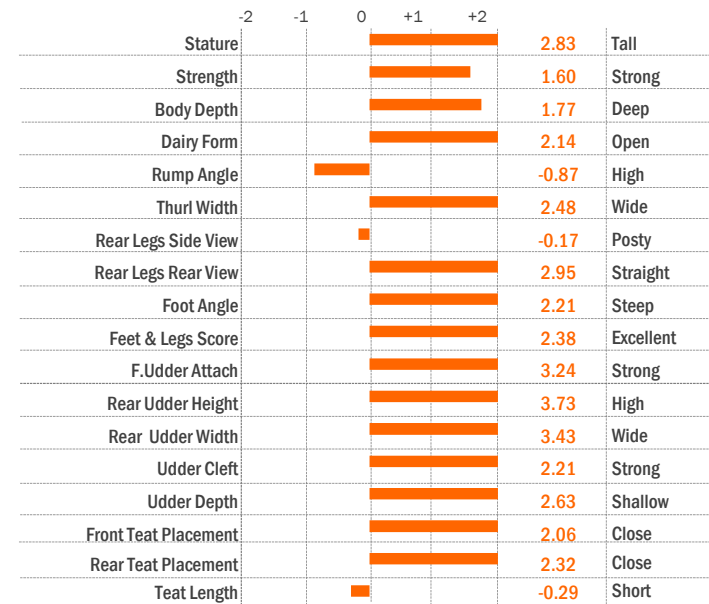 -2 -1 0 +1 +2
Stature 2.83 Tall
Strength 1.60 Strong
Body Depth 1.77 Deep
Dairy Form 2.14 Open
Rump Angle -0.87 High
Thurl Width 2.48 Wide
Rear Legs Side View -0.17 Posty
Rear Legs Rear View 2.95 Straight
Foot Angle 2.21 Steep
Feet & Legs Score 2.38 Excellent
F.Udder Attach 3.24 Strong
Rear Udder Height 3.73 High
Rear Udder Width 3.43 Wide
Udder Cleft 2.21 Strong
Udder Depth 2.63 Shallow
Front Teat Placement 2.06 Close
Rear Teat Placement 2.32 Close
Teat Length -0.29 Short